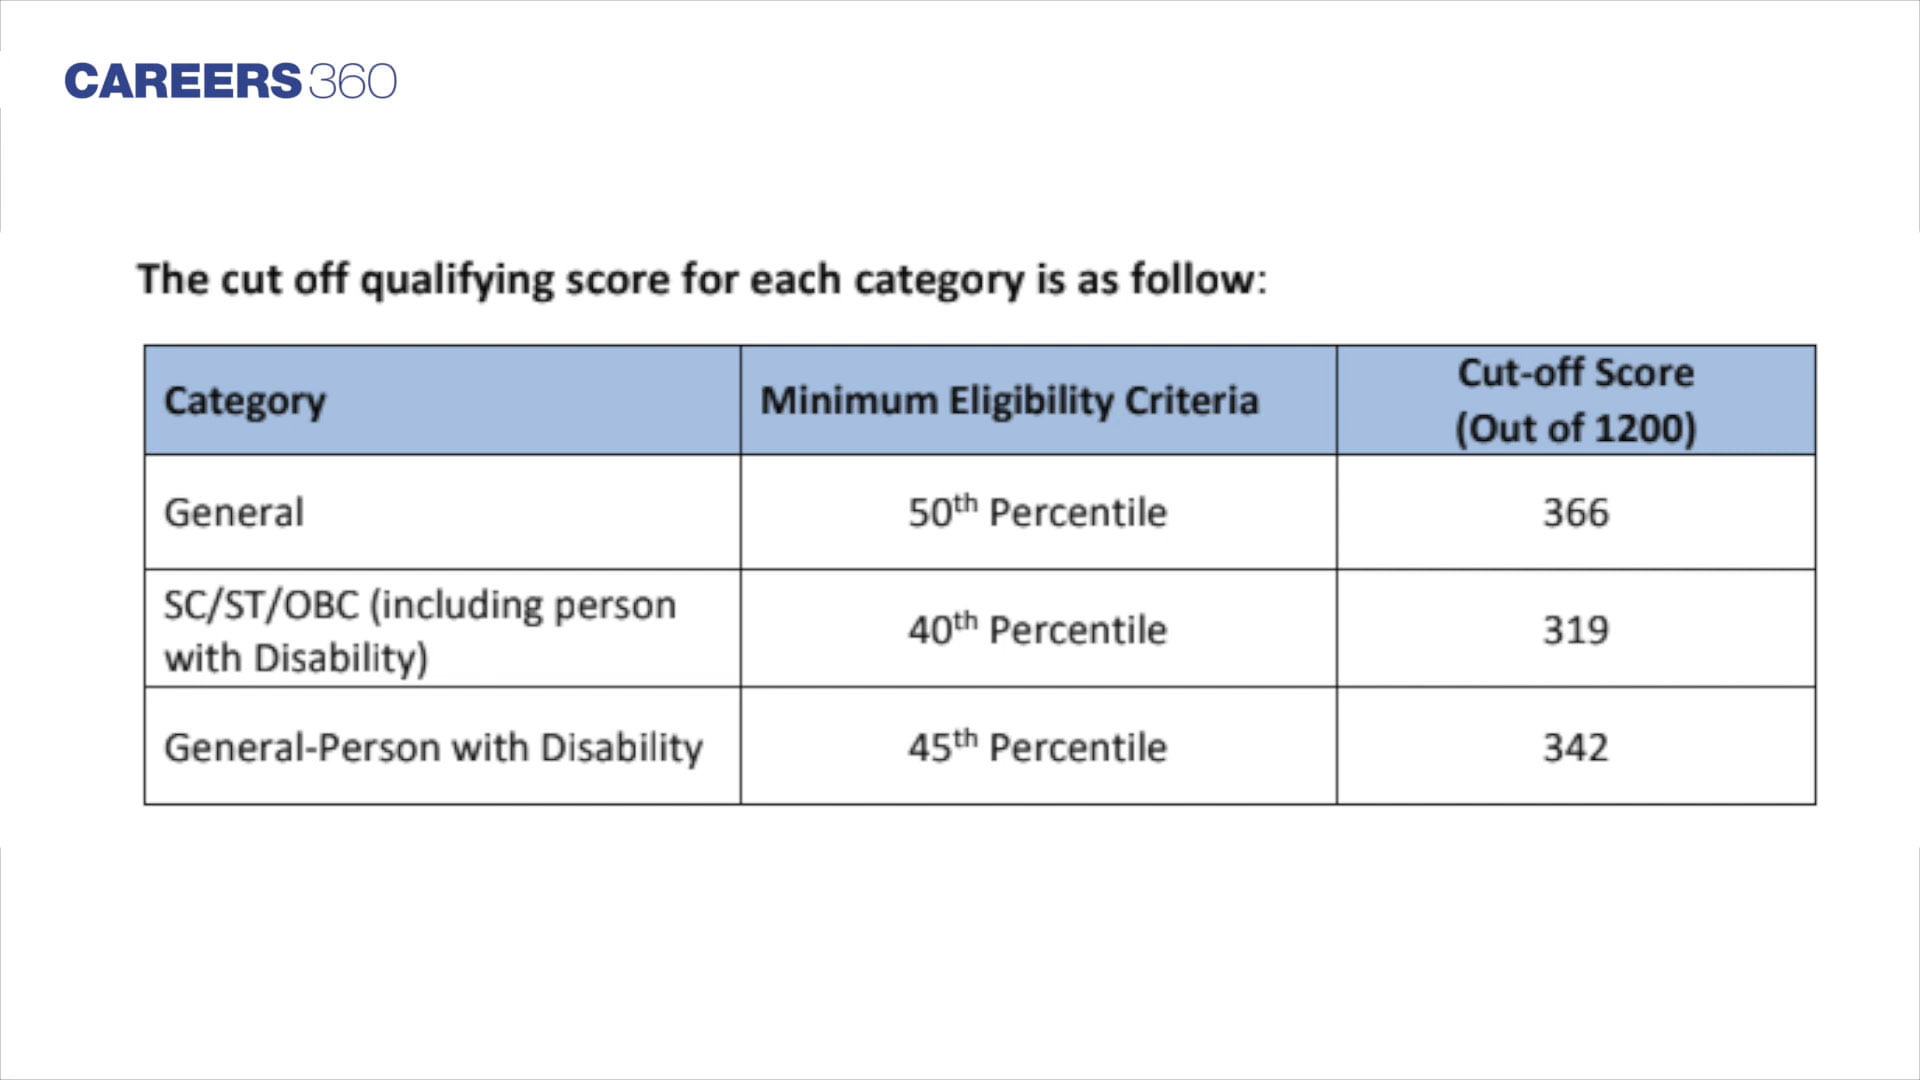 CAREERS360
The cut off qualifying score for each category is as follow:
Category Minimum Eligibility Criteria Cut-off Score
(Out of 1200)
General 50th Percentile 366
SC/ST/OBC (including person
with Disability) 40th Percentile 319
General-Person with Disability 45th Percentile 342